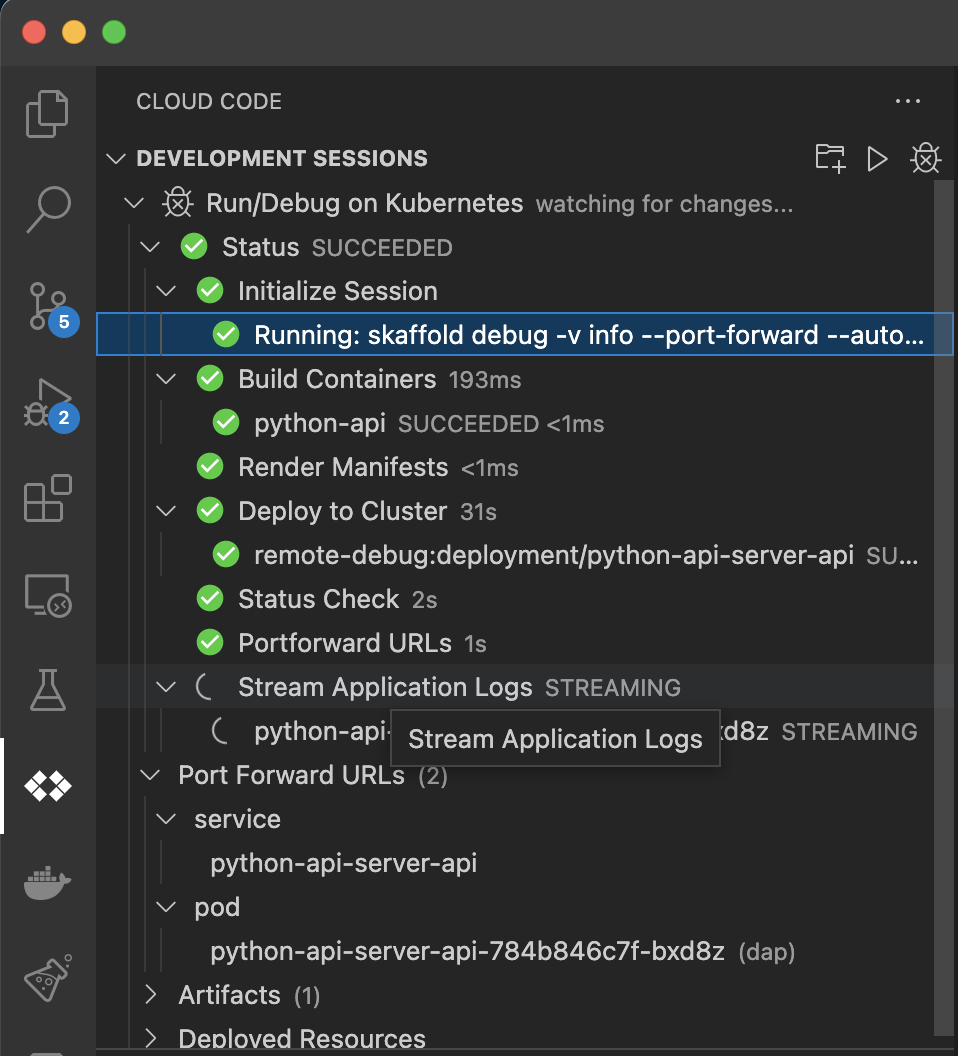 CLOUD CODE
DEVELOPMENT SESSIONS
Run/Debug on Kubernetes watching for changes...
Status SUCCEEDED
Initialize Session
5
Running: skaffold debug -v info --port-forward --auto...
Build Containers 193ms
2
python-api SUCCEEDED <1ms
Render Manifests <1ms
Deploy to Cluster 31s
remote-debug:deployment/python-api-server-api SU...
Status Check 2s
Portforward URLs 1s
Stream Application Logs STREAMING
python-api- xd8z STREAMING
Stream Application Logs
Port Forward URLs (2)
service
python-api-server-api
pod
python-api-server-api-784b846c7f-bxd8z (dap)
Artifacts (1)
Deployed Resources